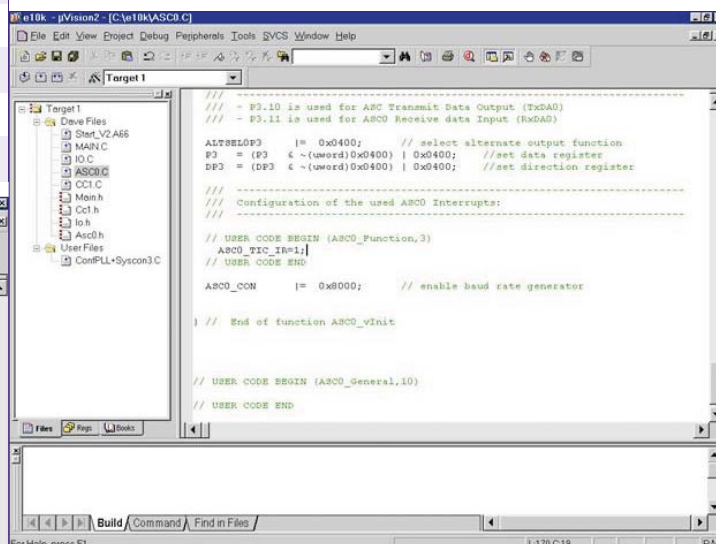 e10k - µVision2 - [C:\e10k\ASC0.C]
File Edit View Project Debug Peripherals Tools SVCS Window Help
Target 1
Target 1
Dave Files
Start_V2.A66
MAIN.C
IO.C
ASC0.C
CC1.C
Main.h
Cc1.h
Io.h
Asc0.h
User Files
ConfPLL+Syscon3.C
Files Regs Books
/// ---------------------------------------------------------------
/// - P3.10 is used for ASC Transmit Data Output (TxDA0)
/// - P3.11 is used for ASC0 Receive data Input (RxDA0)
ALTSEL0P3 |= 0x0400; // select alternate output function
P3 = (P3 & ~(uword)0x0400) | 0x0400; //set data register
DP3 = (DP3 & ~(uword)0x0400) | 0x0400; //set direction register
/// ---------------------------------------------------------------
/// Configuration of the used ASC0 Interrupts:
/// ---------------------------------------------------------------
// USER CODE BEGIN (ASC0_Function,3)
ASC0_TIC_IR=1;
// USER CODE END
ASC0_CON |= 0x8000; // enable baud rate generator
} // End of function ASC0_vInit
// USER CODE BEGIN (ASC0_General,10)
// USER CODE END
Build Command Find in Files
For Help, press F1
L:170 C:19